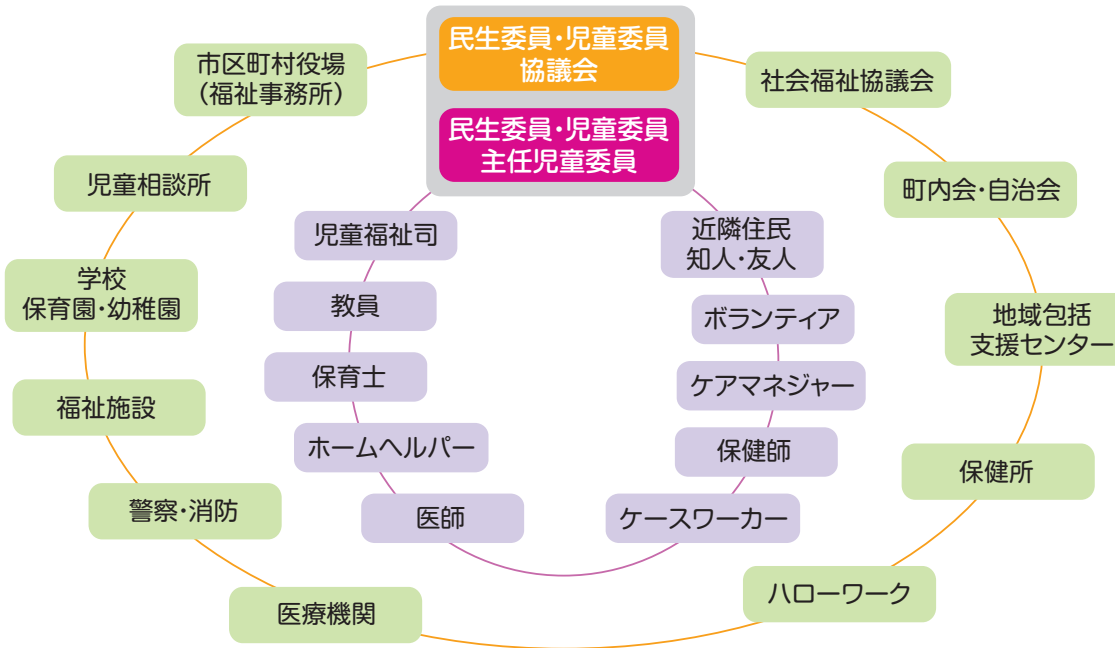 民生委員・児童委員
協議会
民生委員・児童委員
主任児童委員
市区町村役場
（福祉事務所）
児童相談所
学校
保育園・幼稚園
福祉施設
警察・消防
医療機関
社会福祉協議会
町内会・自治会
地域包括
支援センター
保健所
ハローワーク
児童福祉司
教員
保育士
ホームヘルパー
医師
近隣住民
知人・友人
ボランティア
ケアマネジャー
保健師
ケースワーカー